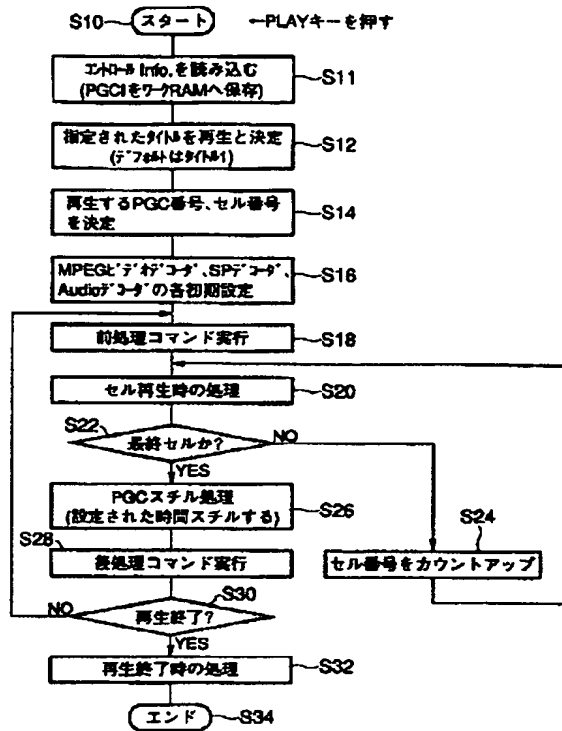 S10 スタート ←PLAYキーを押す
コントロール Info.を読み込む
(PGCIをワークRAMへ保存)
S11
指定されたタイトルを再生と決定
(デフォルトはタイトル1)
S12
再生するPGC番号、セル番号
を決定
S14
MPEGビデオデコーダ、SPデコーダ、
Audioデコーダの各初期設定
S16
前処理コマンド実行
S18
セル再生時の処理
S20
S22
最終セルか?
NO
YES
PGCスチル処理
(設定された時間スチルする)
S26
S24
セル番号をカウントアップ
S28
後処理コマンド実行
S30
再生終了?
NO
YES
再生終了時の処理
S32
エンド
S34